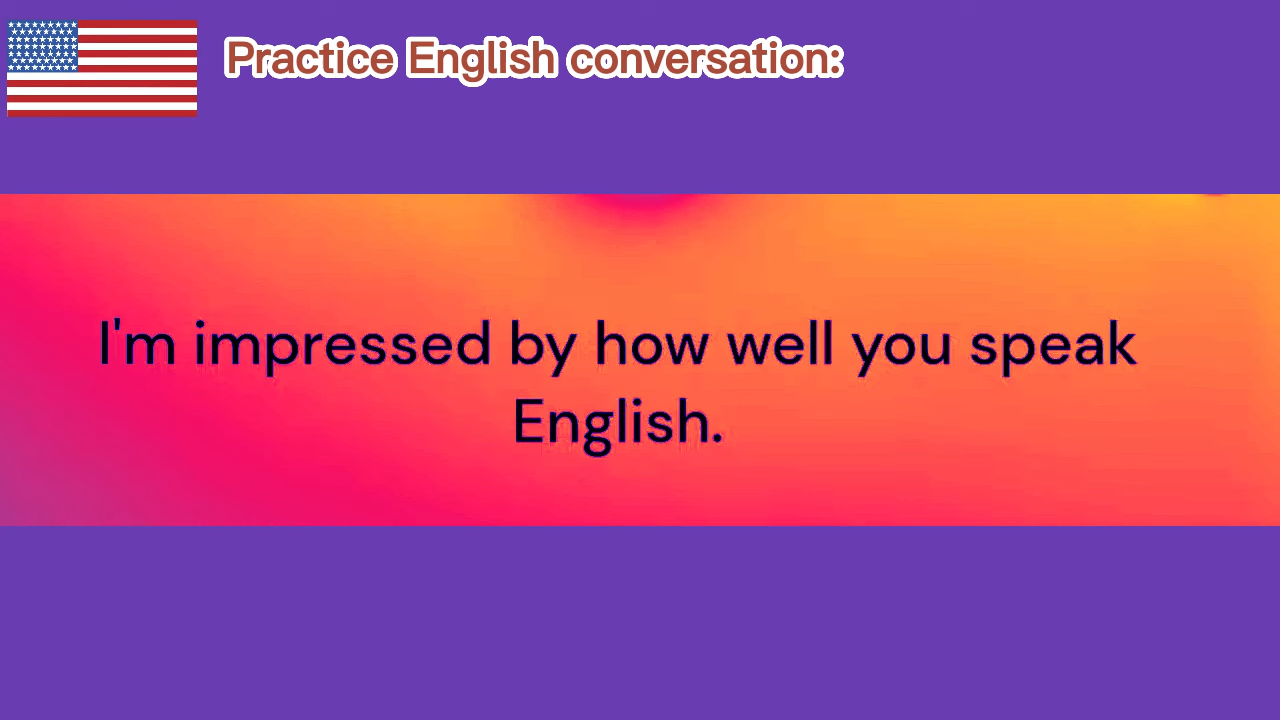 Practice English conversation:
I'm impressed by how well you speak
English.